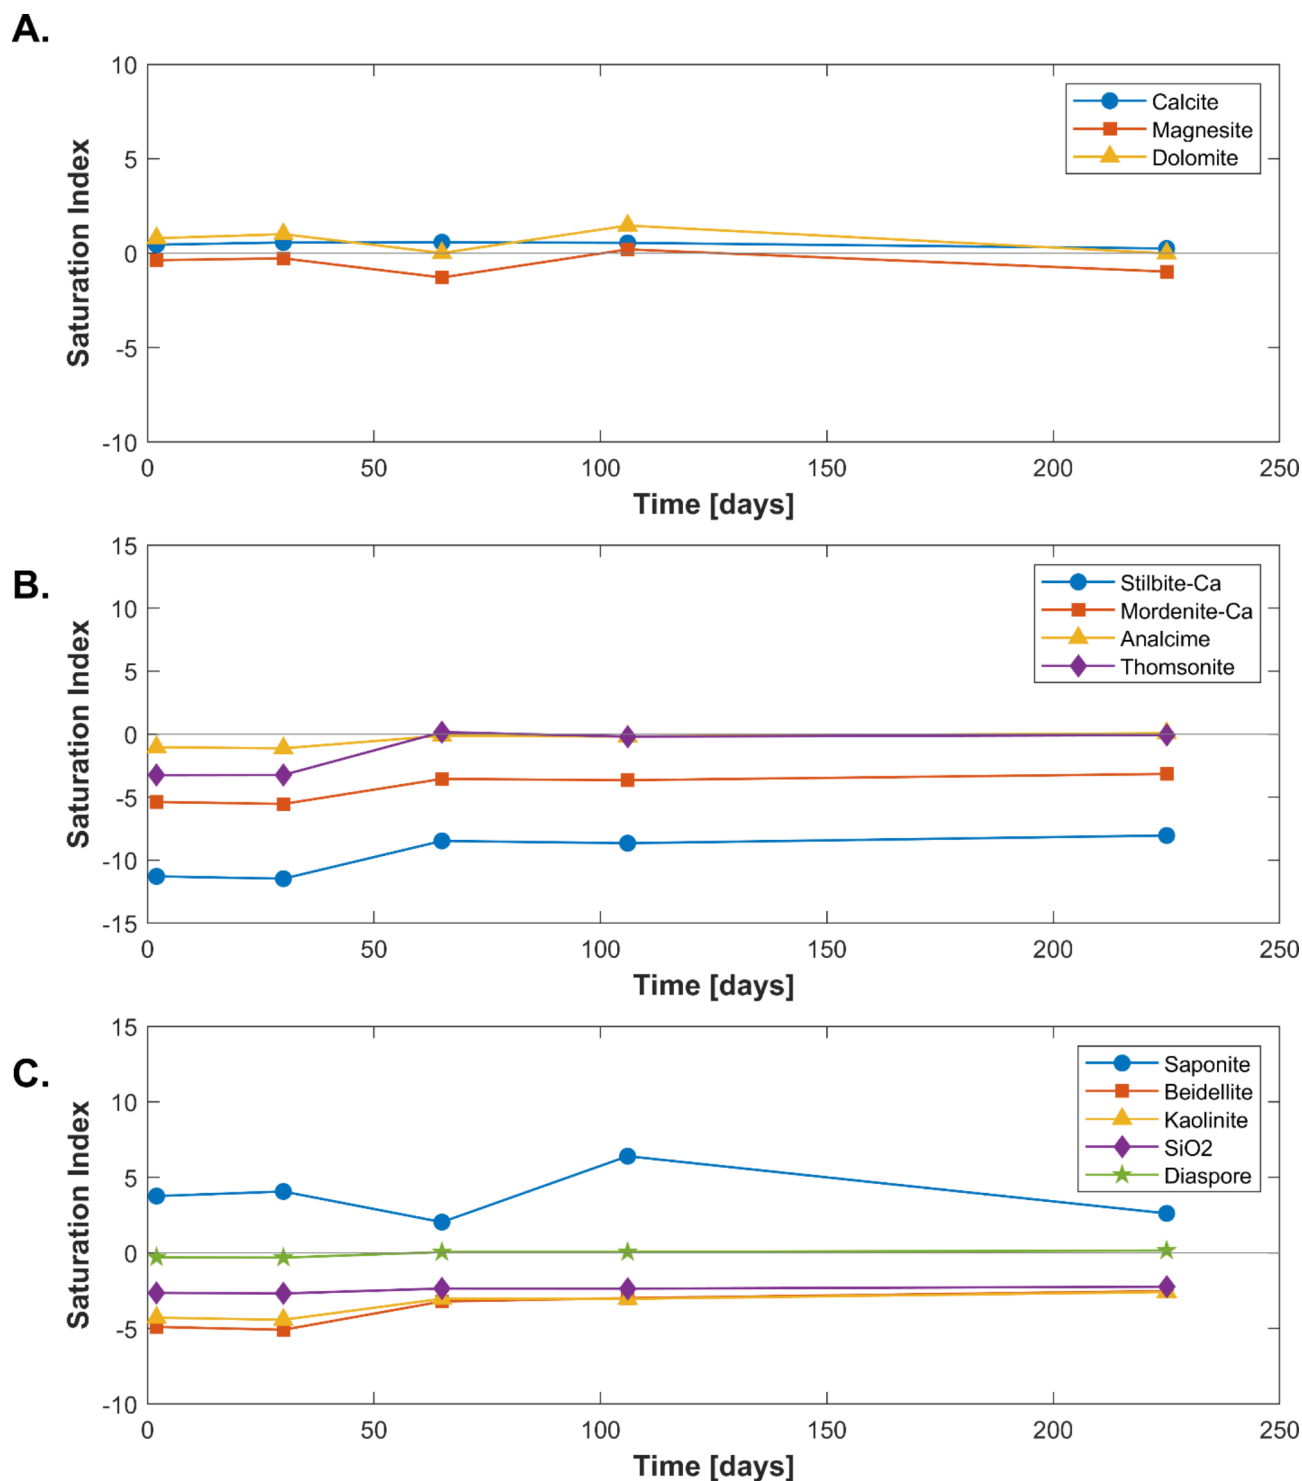 A.
10
5
0
-5
-10
Saturation Index
Calcite
Magnesite
Dolomite
0 50 100 150 200 250
Time [days]
B.
15
10
5
0
-5
-10
-15
Saturation Index
Stilbite-Ca
Mordenite-Ca
Analcime
Thomsonite
0 50 100 150 200 250
Time [days]
C.
15
10
5
0
-5
-10
Saturation Index
Saponite
Beidellite
Kaolinite
SiO2
Diaspore
0 50 100 150 200 250
Time [days]